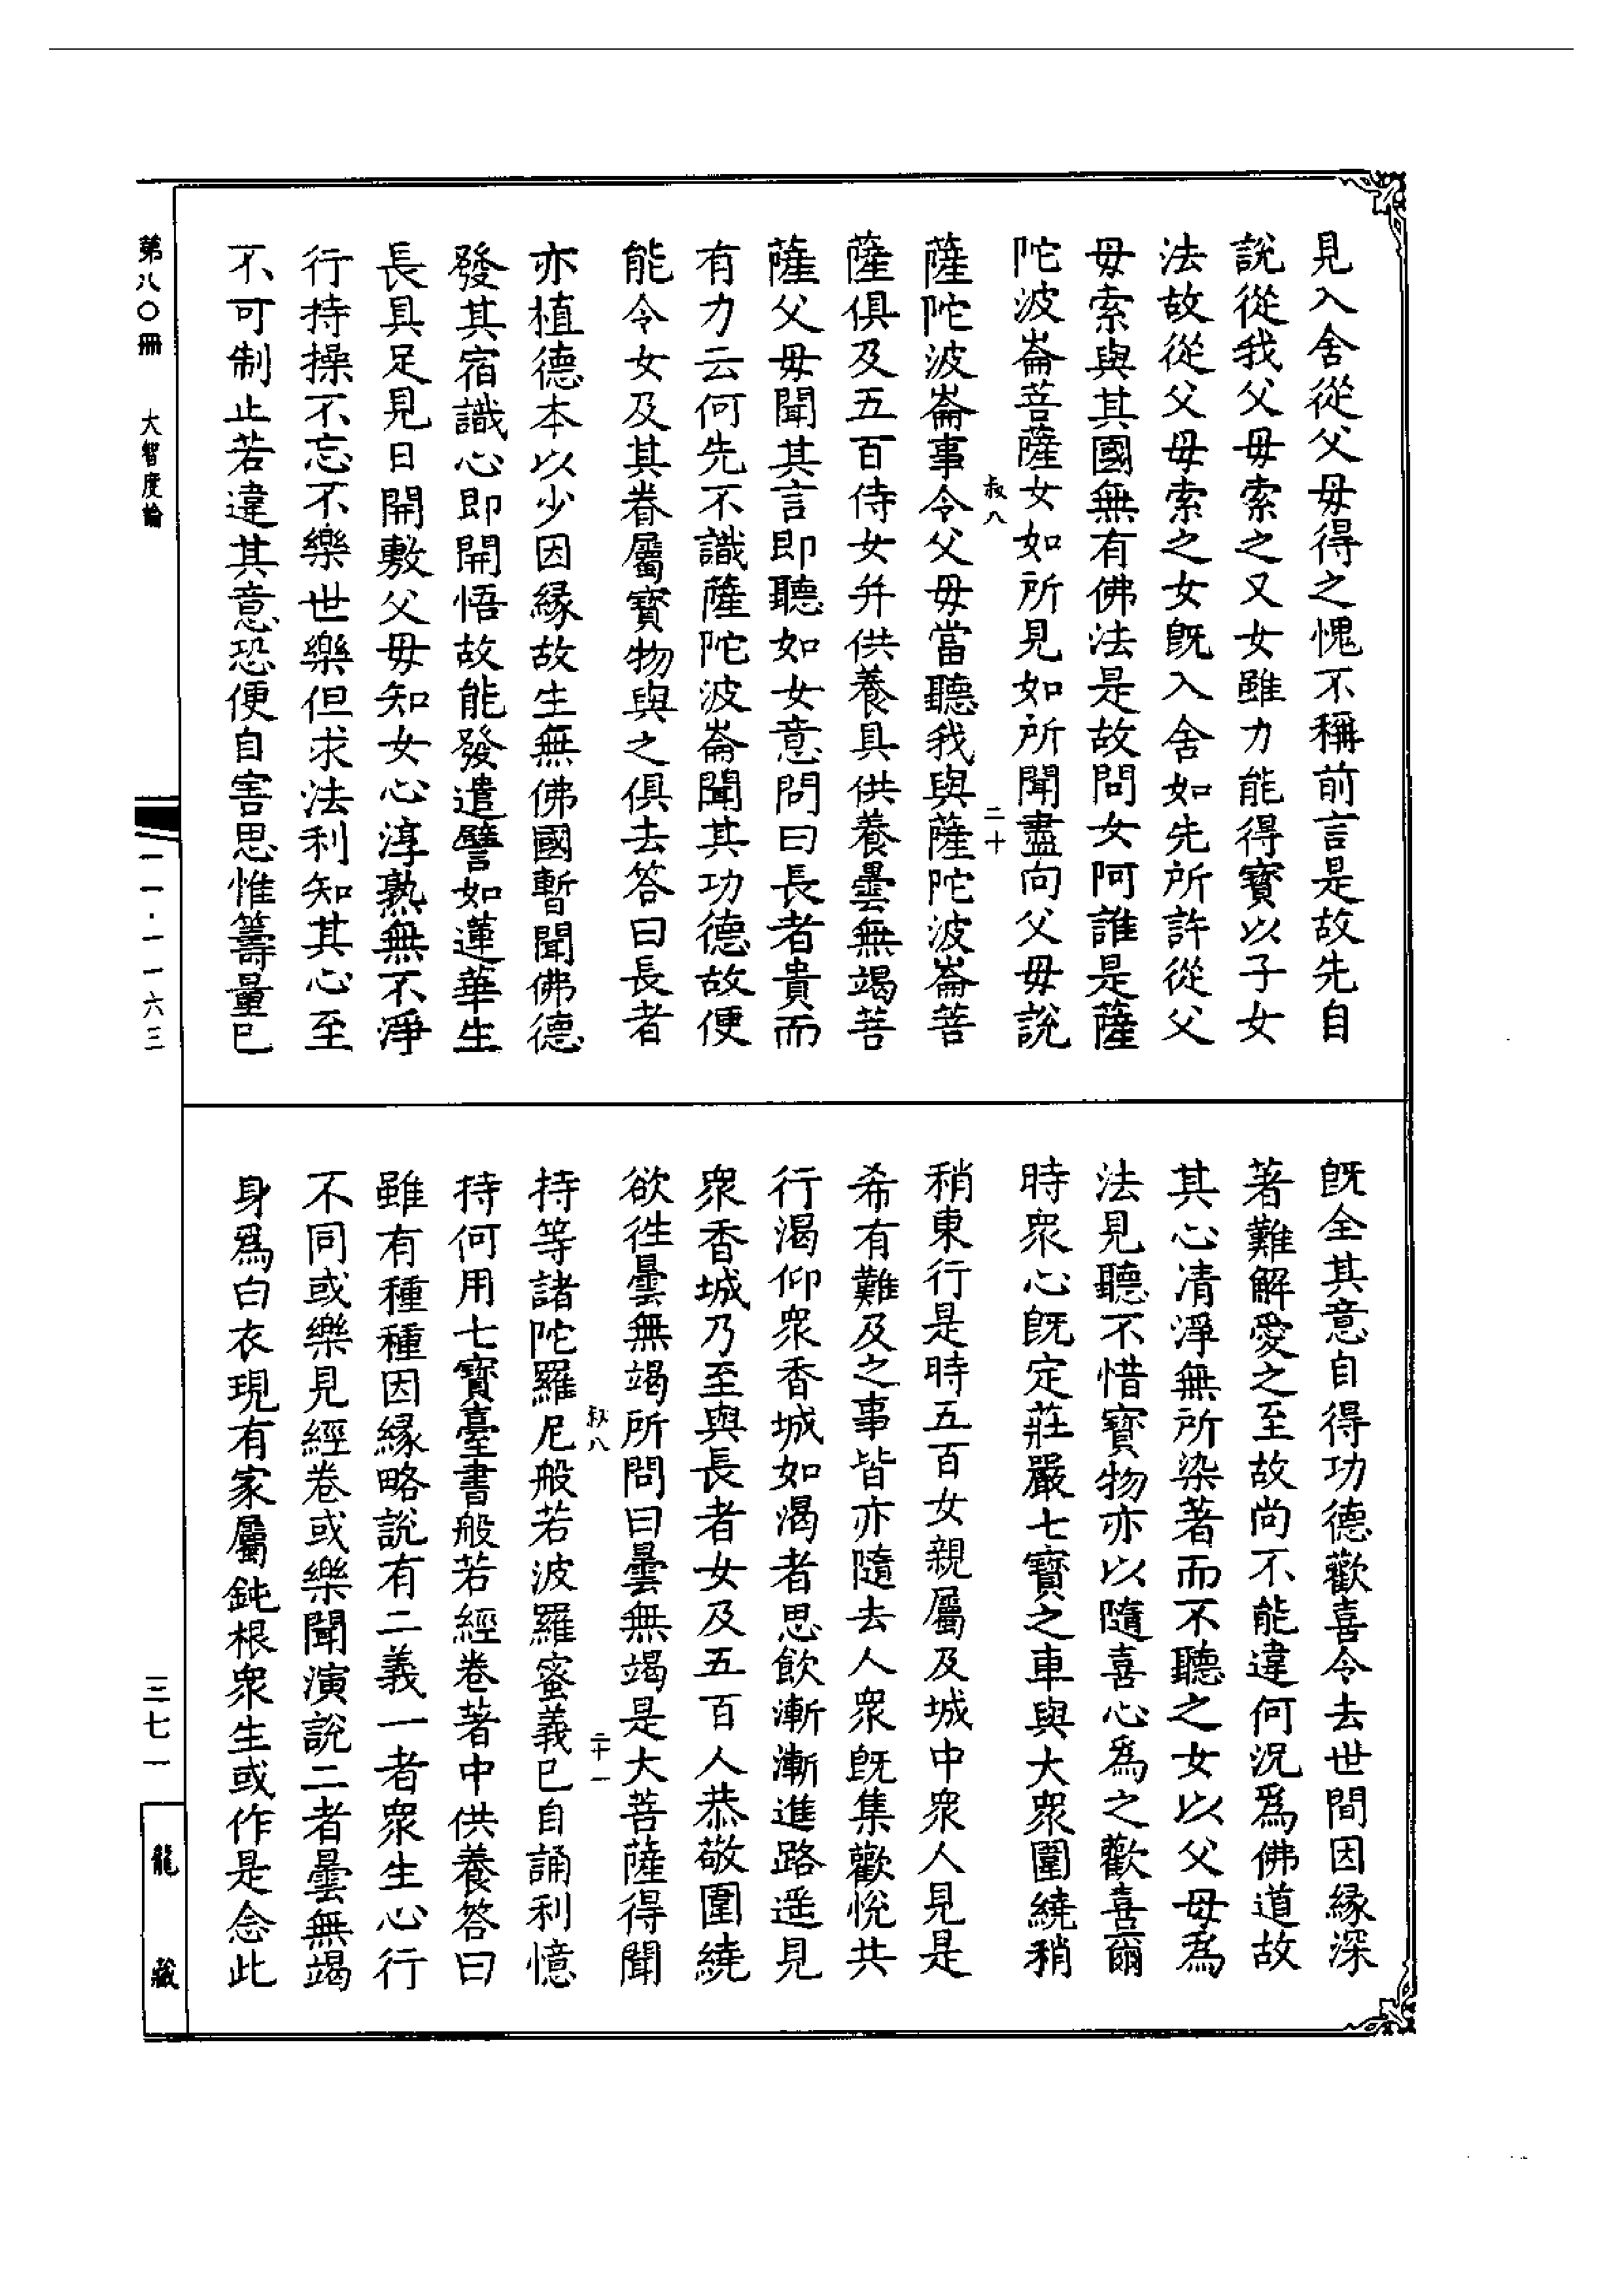 見入舍從父毋得之愧不稱前言是故先自
說從我父毋索之又女雖力能得寶以子女
法故從父毋索之女旣入舍如先所許從父
毋索與其國無有佛法是故問女阿誰是薩
陀波崙菩薩女如所見如所聞盡向父毋說
叔八
二十
薩陀波崙事令父毋當聽我與薩陀波崙菩
薩俱及五百侍女并供養具供養曇無竭菩
薩父毋聞其言即聽如女意問曰長者貴而
有力云何先不識薩陀波崙聞其功德故便
能令女及其眷屬寶物與之俱去答曰長者
亦植德本以少因緣故生無佛國暫聞佛德
發其宿識心即開悟故能發遣譬如蓮華生
長具足見日開敷父毋知女心淳熟無不淨
行持操不忘不樂世樂但求法利知其心至
不可制止若違其意恐便自害思惟籌量已
旣全其意自得功德歡喜令去世間因緣深
著難解愛之至故尚不能違何況爲佛道故
其心清淨無所染著而不聽之女以父毋爲
法見聽不惜寶物亦以隨喜心爲之歡喜爾
時衆心旣定莊嚴七寶之車與大衆圍繞稍
稍東行是時五百女親屬及城中衆人見是
希有難及之事皆亦隨去人衆旣集歡悅共
行渴仰衆香城如渴者思飲漸漸進路遥見
衆香城乃至與長者女及五百人恭敬圍繞
欲徃曇無竭所問曰曇無竭是大菩薩得聞
叔八
二十一
持等諸陀羅尼般若波羅蜜義已自誦利憶
持何用七寶臺書般若經卷著中供養答曰
雖有種種因緣略說有二義一者衆生心行
不同或樂見經卷或樂聞演說二者曇無竭
身爲白衣現有家屬鈍根衆生或作是念此
第八〇冊 大智度論
一一·一一六三
三七一
龍藏